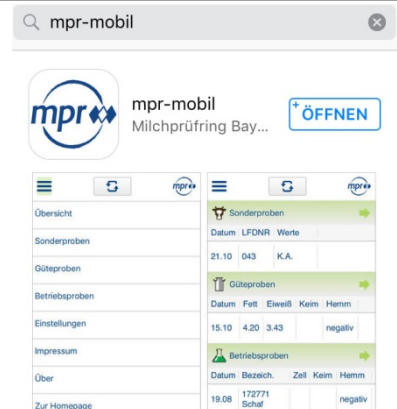 mpr-mobil
mpr
mpr-mobil
Milchprüfring Bay...
+ ÖFFNEN
mpr
Übersicht
Sonderproben
Güteproben
Betriebsproben
Einstellungen
Impressum
Über
Zur Homepage
mpr
Sonderproben
Datum LFDNR Werte
21.10 043 K.A.
Güteproben
Datum Fett Eiweiß Keim Hemm
15.10 4.20 3.43 negativ
Betriebsproben
Datum Bezeich. Zell Keim Hemm
19.08 172771 Schaf negativ